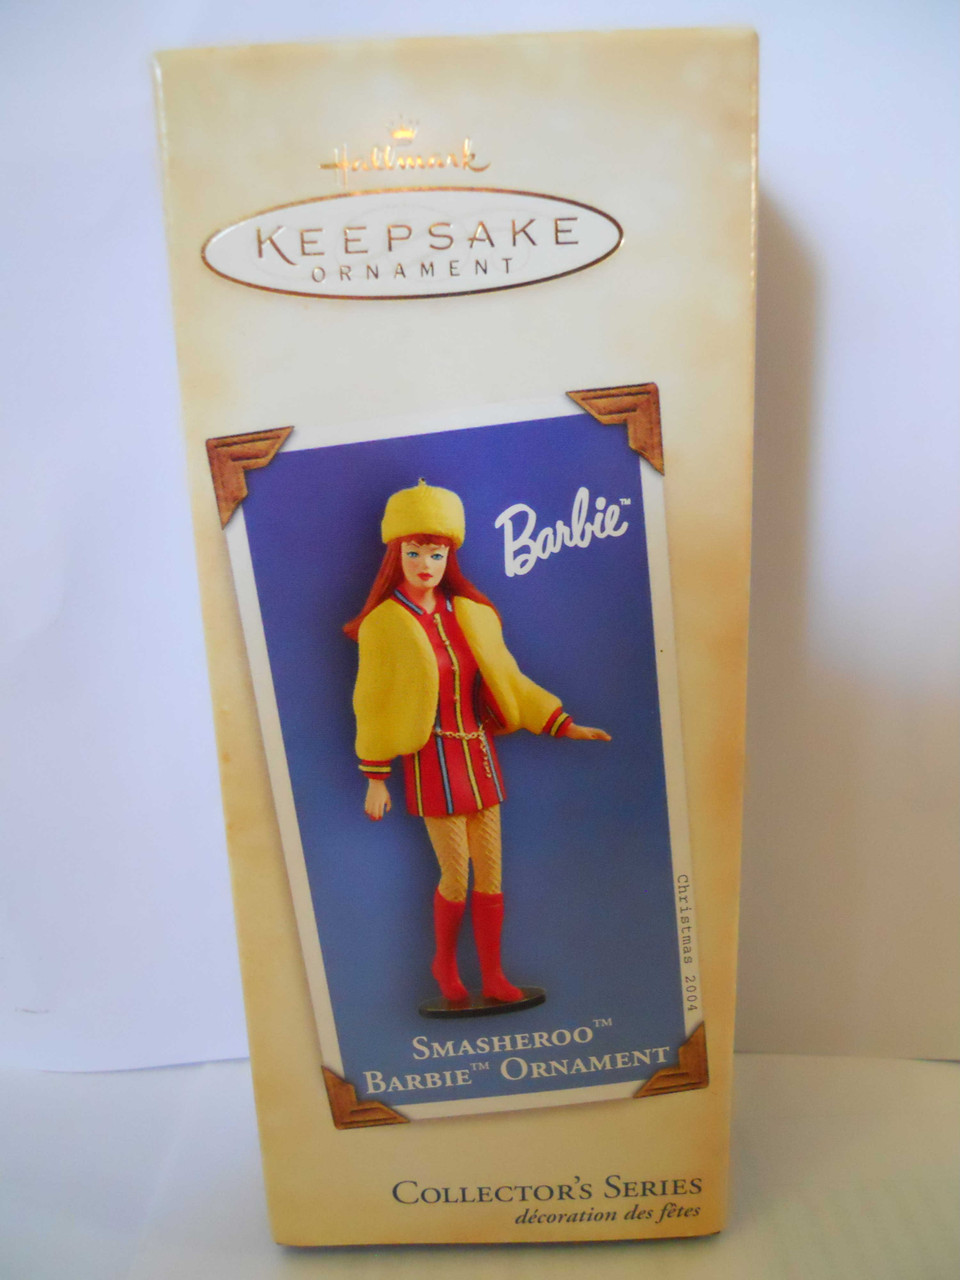 Hallmark
KEEPSAKE
ORNAMENT
Barbie™
Christmas 2004
SMASHEROO™
BARBIE™ ORNAMENT
COLLECTOR'S SERIES
décoration des fêtes